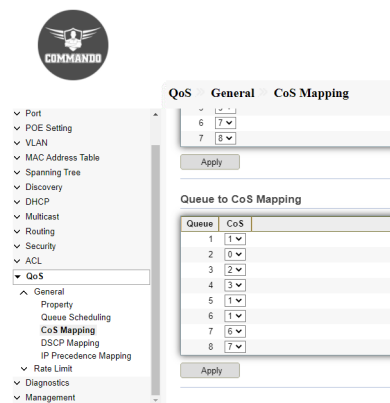 COMMANDO
QoS General CoS Mapping
Port
POE Setting
VLAN
MAC Address Table
Spanning Tree
Discovery
DHCP
Multicast
Routing
Security
ACL
QoS
General
Property
Queue Scheduling
CoS Mapping
DSCP Mapping
IP Precedence Mapping
Rate Limit
Diagnostics
Management
6 7
7 8
Apply
Queue to CoS Mapping
Queue CoS
1 1
2 0
3 2
4 3
5 1
6 1
7 6
8 7
Apply